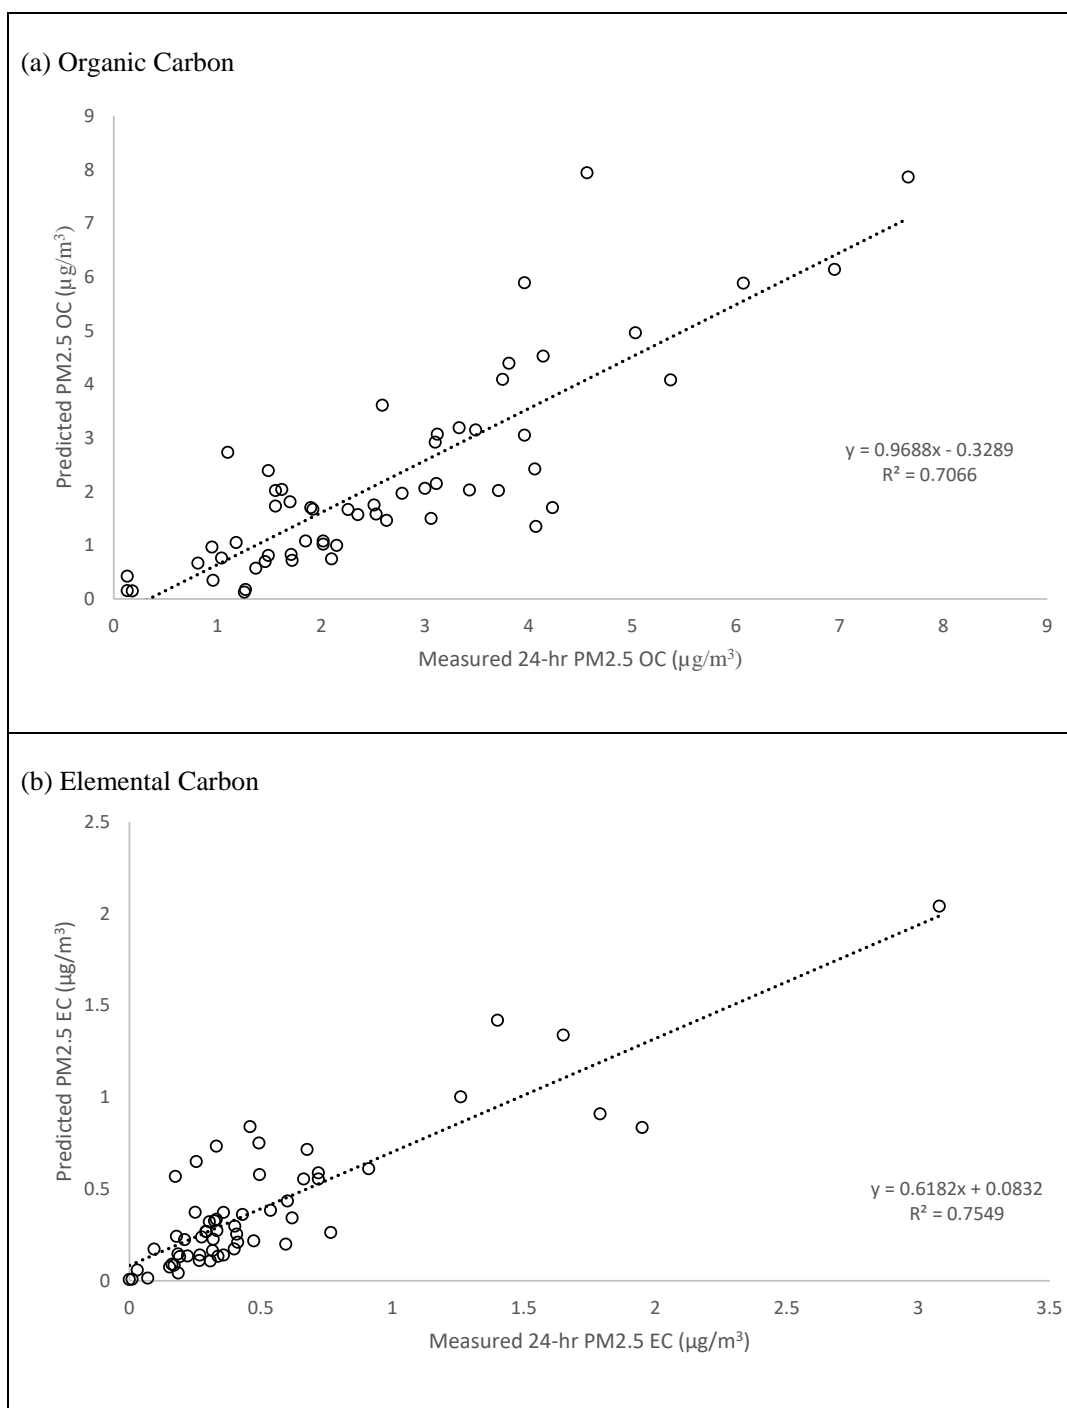 (a) Organic Carbon
9
8
7
6
5
4
3
2
1
0
Predicted PM2.5 OC (µg/m³)
y = 0.9688x - 0.3289
R² = 0.7066
0 1 2 3 4 5 6 7 8 9
Measured 24-hr PM2.5 OC (µg/m³)
(b) Elemental Carbon
2.5
2
1.5
1
0.5
0
Predicted PM2.5 EC (µg/m³)
y = 0.6182x + 0.0832
R² = 0.7549
0 0.5 1 1.5 2 2.5 3 3.5
Measured 24-hr PM2.5 EC (µg/m³)